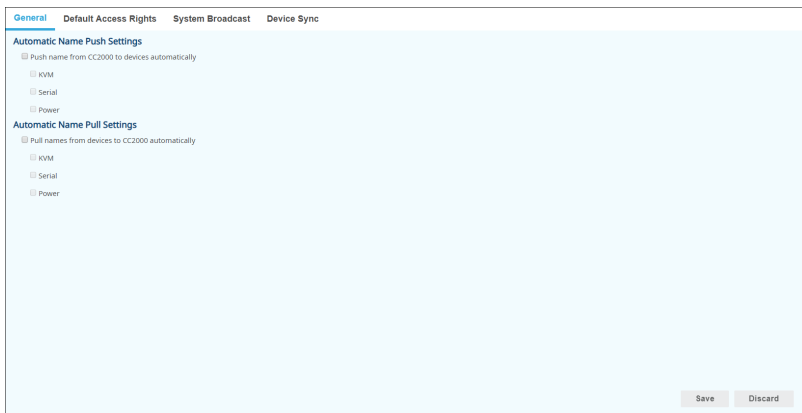 General Default Access Rights System Broadcast Device Sync
Automatic Name Push Settings
Push name from CC2000 to devices automatically
KVM
Serial
Power
Automatic Name Pull Settings
Pull names from devices to CC2000 automatically
KVM
Serial
Power
Save Discard